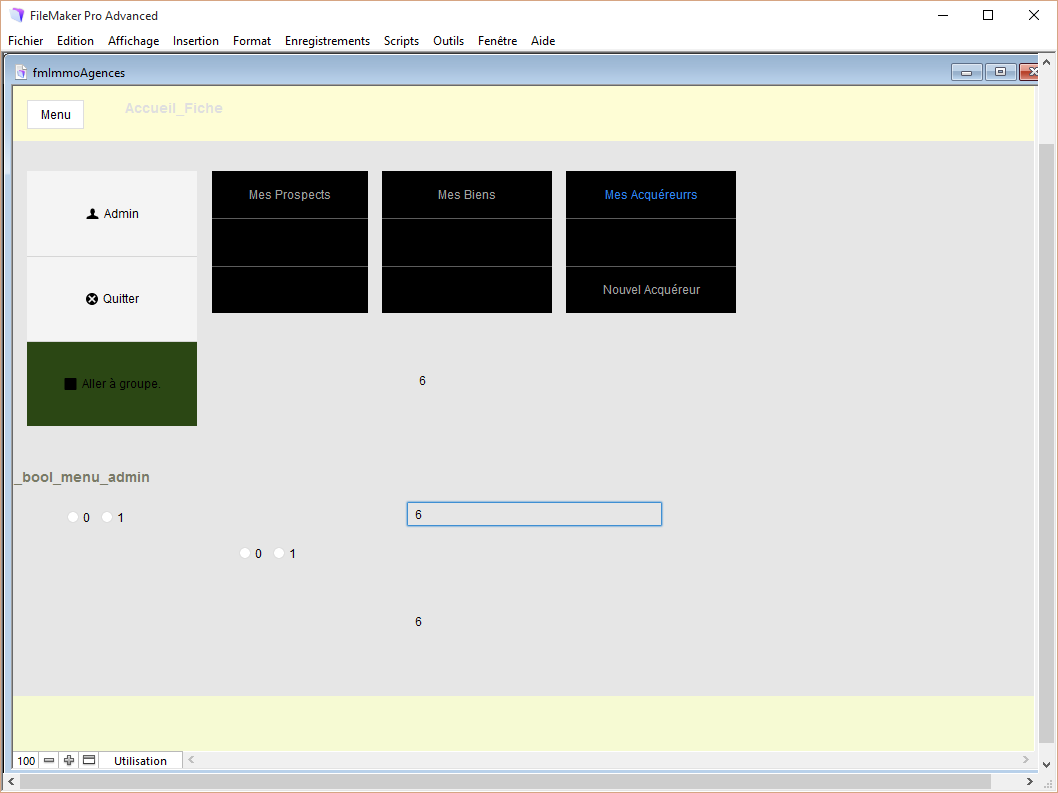 FileMaker Pro Advanced
Fichier Edition Affichage Insertion Format Enregistrements Scripts Outils Fenêtre Aide
fmImmoAgences
Menu Accueil_Fiche
Mes Prospects Mes Biens Mes Acquéreurrs
Admin
Nouvel Acquéreur
Quitter
Aller à groupe.
6
_bool_menu_admin
0 1
6
0 1
6
100 Utilisation